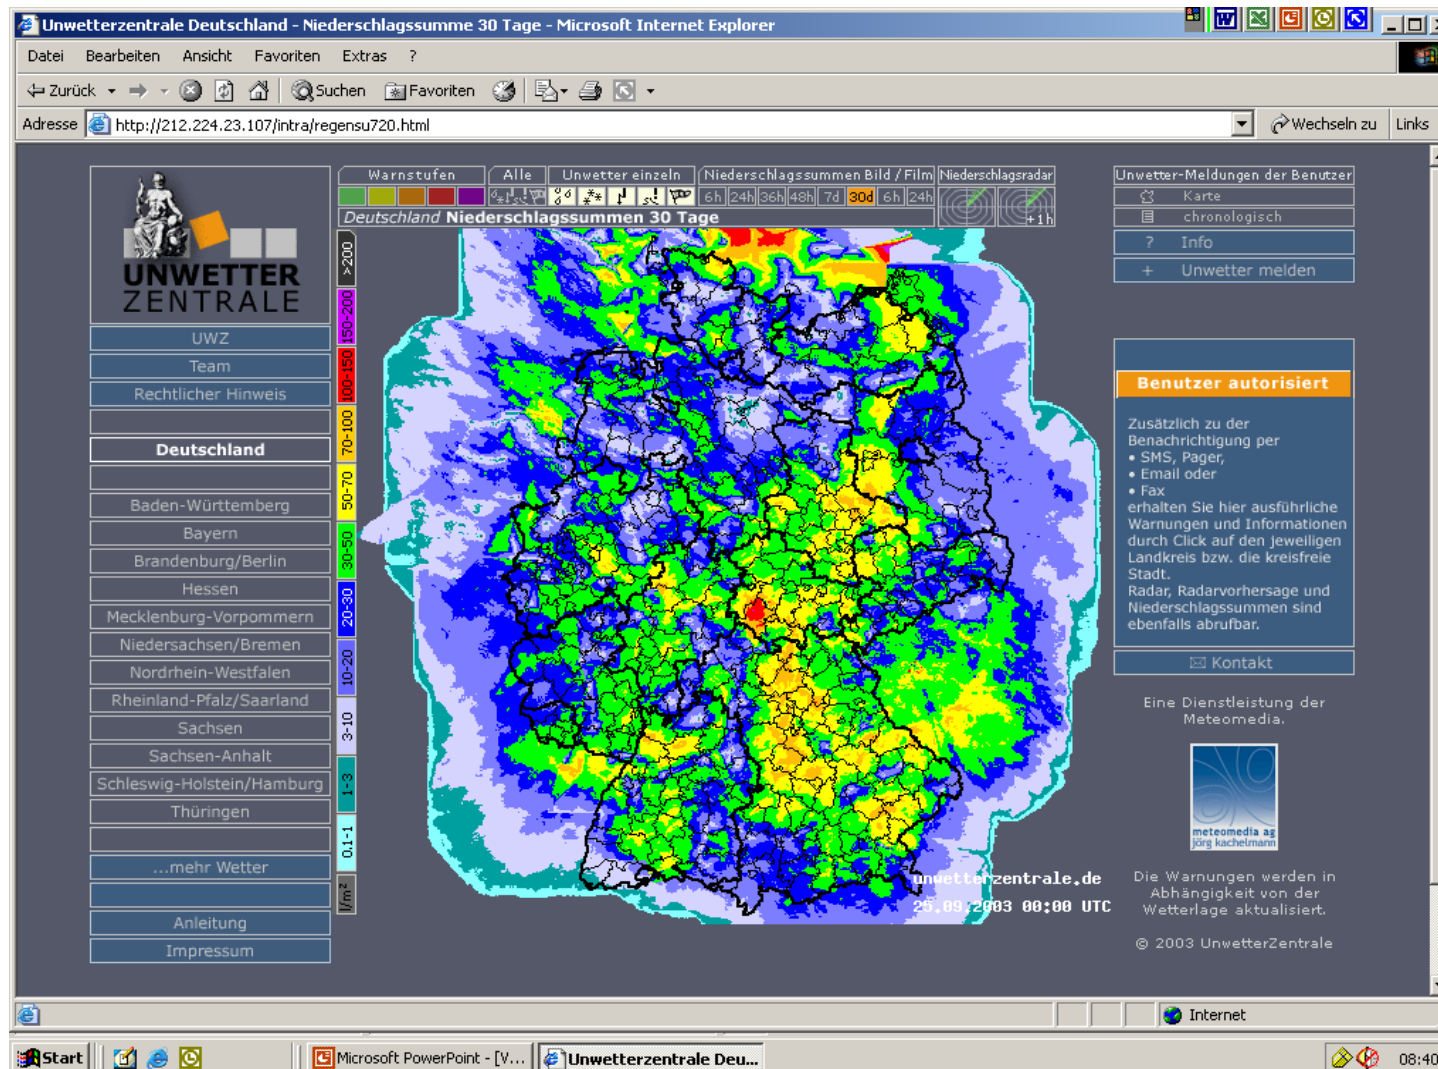 Unwetterzentrale Deutschland - Niederschlagssumme 30 Tage - Microsoft Internet Explorer
Datei Bearbeiten Ansicht Favoriten Extras ?
Zurück Suchen Favoriten
Adresse http://212.224.23.107/intra/regensu720.html Wechseln zu Links
Warnstufen Alle Unwetter einzeln Niederschlagssummen Bild / Film Niederschlagsradar
6h 24h 36h 48h 7d 30d 6h 24h +1h
Deutschland Niederschlagssummen 30 Tage
UNWETTER
ZENTRALE
UWZ
Team
Rechtlicher Hinweis
Deutschland
Baden-Württemberg
Bayern
Brandenburg/Berlin
Hessen
Mecklenburg-Vorpommern
Niedersachsen/Bremen
Nordrhein-Westfalen
Rheinland-Pfalz/Saarland
Sachsen
Sachsen-Anhalt
Schleswig-Holstein/Hamburg
Thüringen
...mehr Wetter
Anleitung
Impressum
>200
150-200
100-150
70-100
50-70
30-50
20-30
10-20
3-10
1-3
0.1-1
l/m²
unwetterzentrale.de
25.09.2003 00:00 UTC
Unwetter-Meldungen der Benutzer
Karte
chronologisch
? Info
+ Unwetter melden
Benutzer autorisiert
Zusätzlich zu der
Benachrichtigung per
• SMS, Pager,
• Email oder
• Fax
erhalten Sie hier ausführliche
Warnungen und Informationen
durch Click auf den jeweiligen
Landkreis bzw. die kreisfreie
Stadt.
Radar, Radarvorhersage und
Niederschlagssummen sind
ebenfalls abrufbar.
Kontakt
Eine Dienstleistung der
Meteomedia.
meteomedia ag
jörg kachelmann
Die Warnungen werden in
Abhängigkeit von der
Wetterlage aktualisiert.
© 2003 UnwetterZentrale
Internet
Start Microsoft PowerPoint - [V... Unwetterzentrale Deu... 08:40